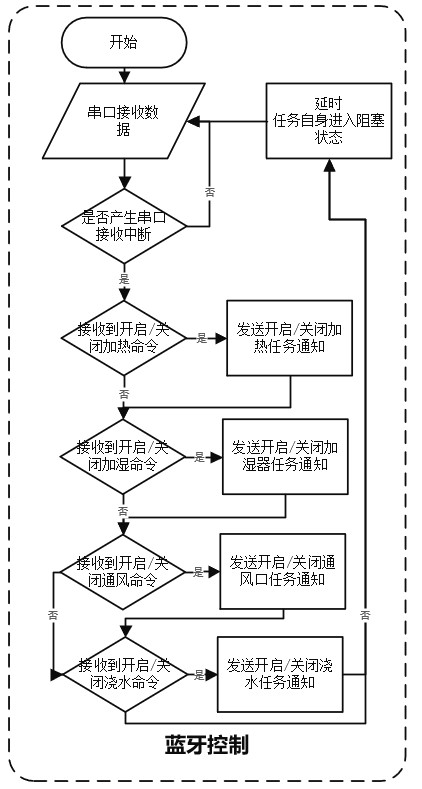 开始
串口接收数
据
延时
任务自身进入阻塞
状态
否
是否产生串口
接收中断
是
接收到开启/关
闭加热命令
是
发送开启/关闭加
热任务通知
否
接收到开启/关
闭加湿命令
是
发送开启/关闭加
湿器任务通知
否
接收到开启/关
闭通风命令
是
发送开启/关闭通
风口任务通知
否
否
接收到开启/关
闭浇水命令
是
发送开启/关闭浇
水任务通知
蓝牙控制